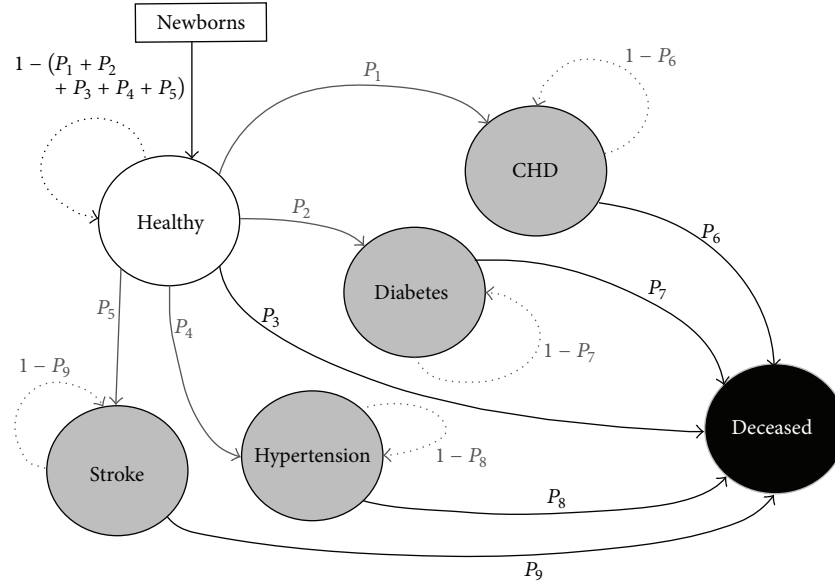 Newborns
1 − (P₁ + P₂
+ P₃ + P₄ + P₅)
P₁
1 − P₆
CHD
Healthy
P₂
P₆
Diabetes
P₇
P₅
P₄
P₃
1 − P₇
1 − P₉
Deceased
Hypertension
1 − P₈
Stroke
P₈
P₉